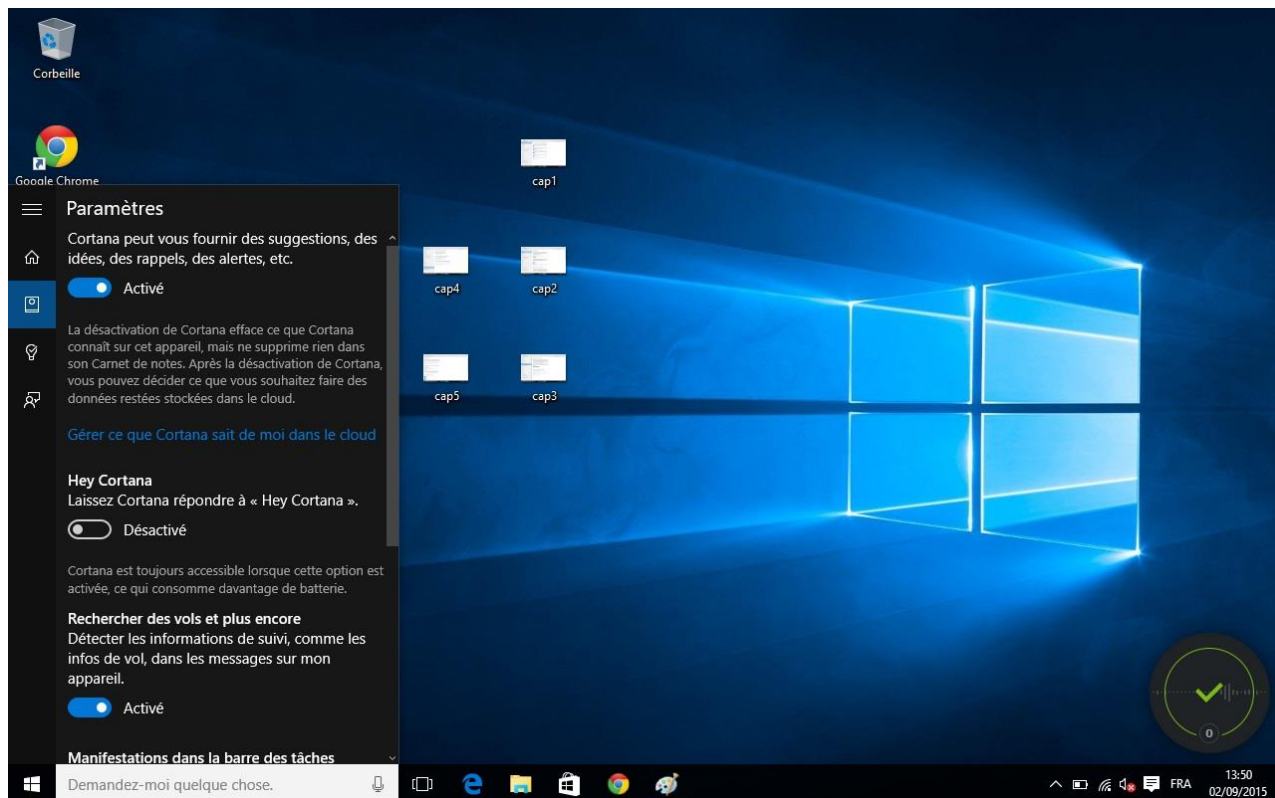 Corbeille
Google Chrome
cap1
cap4
cap2
cap5
cap3
Paramètres
Cortana peut vous fournir des suggestions, des
idées, des rappels, des alertes, etc.
Activé
La désactivation de Cortana efface ce que Cortana
connaît sur cet appareil, mais ne supprime rien dans
son Carnet de notes. Après la désactivation de Cortana,
vous pouvez décider ce que vous souhaitez faire des
données restées stockées dans le cloud.
Gérer ce que Cortana sait de moi dans le cloud
Hey Cortana
Laissez Cortana répondre à « Hey Cortana ».
Désactivé
Cortana est toujours accessible lorsque cette option est
activée, ce qui consomme davantage de batterie.
Rechercher des vols et plus encore
Détecter les informations de suivi, comme les
infos de vol, dans les messages sur mon
appareil.
Activé
Manifestations dans la barre des tâches
0
Demandez-moi quelque chose.
FRA
13:50
02/09/2015